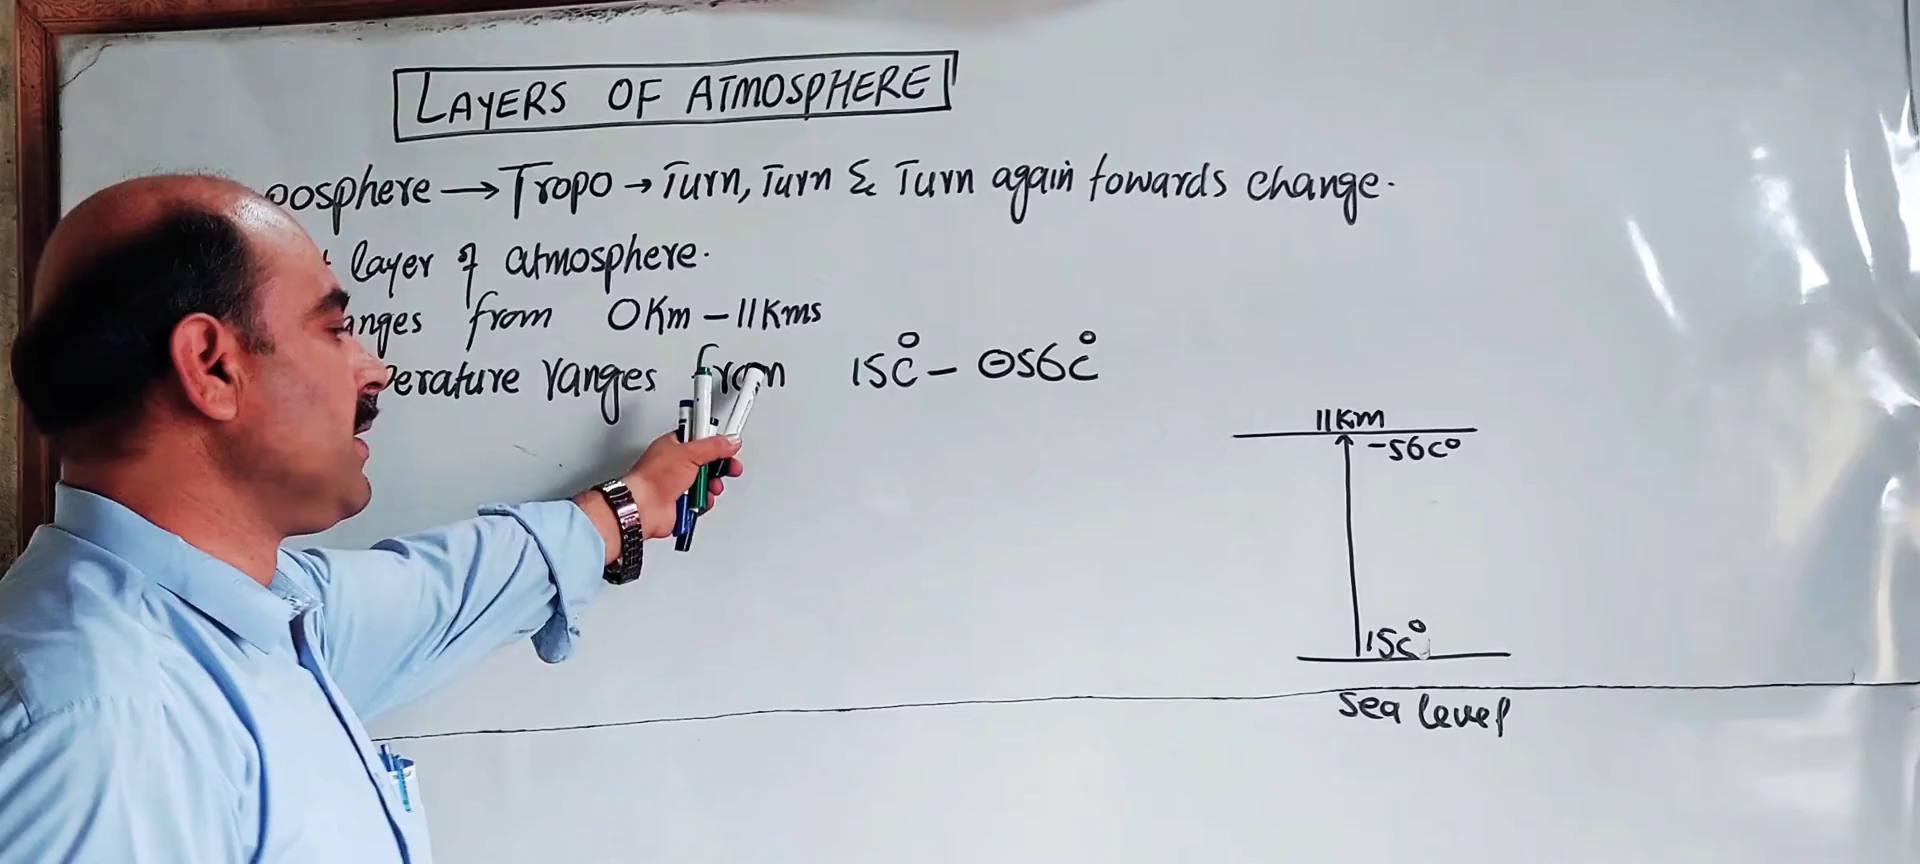 LAYERS OF ATMOSPHERE
oosphere → Tropo → Turn, Turn & Turn again towards change.
layer of atmosphere.
anges from 0Km – 11Kms
perature ranges from 15C° – ⊖56C°
11Km
-56C°
15C°
Sea level